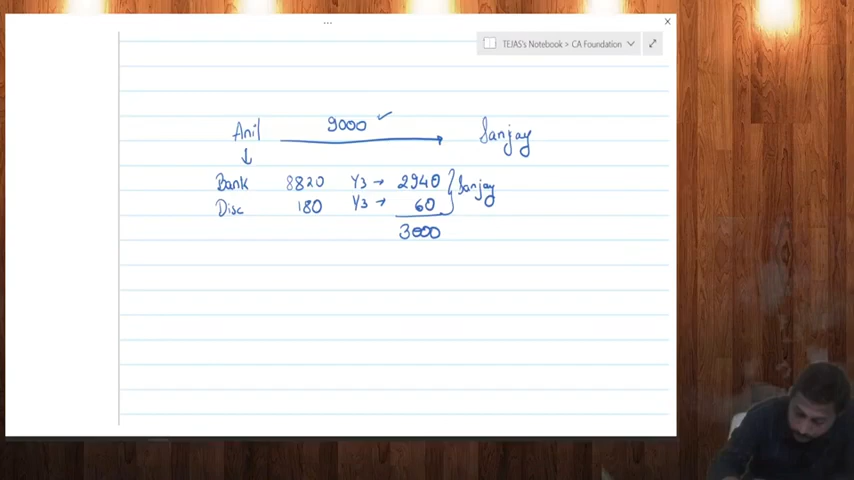 ...
TEJAS's Notebook > CA Foundation
Anil 9000 ✓ Sanjay
Bank 8820 1/3 → 2940 Sanjay
Disc 180 1/3 → 60
3000